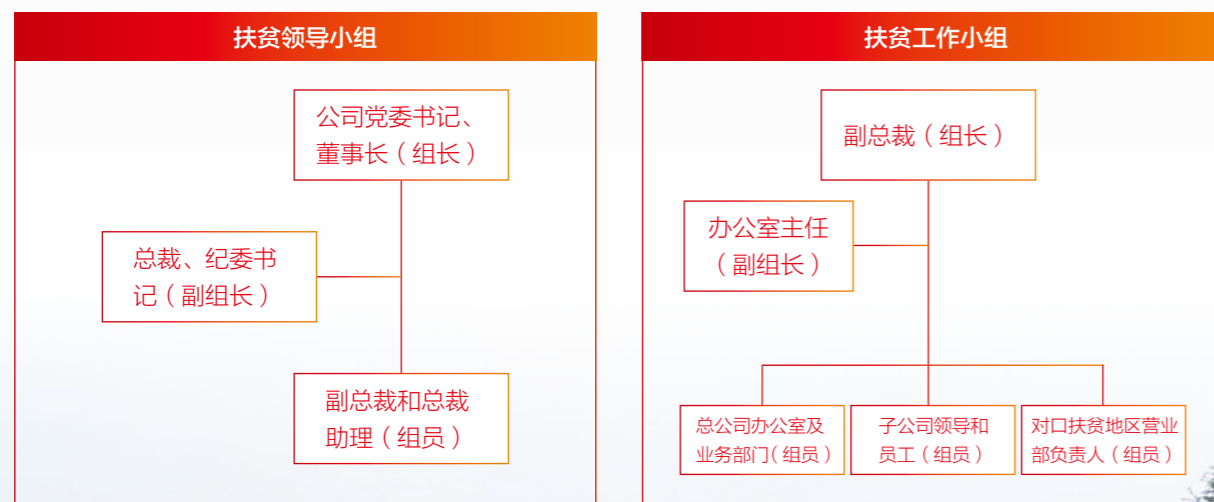 扶贫领导小组
公司党委书记、
董事长（组长）
总裁、纪委书
记（副组长）
副总裁和总裁
助理（组员）
扶贫工作小组
副总裁（组长）
办公室主任
（副组长）
总公司办公室及
业务部门（组员）
子公司领导和
员工（组员）
对口扶贫地区营业
部负责人（组员）